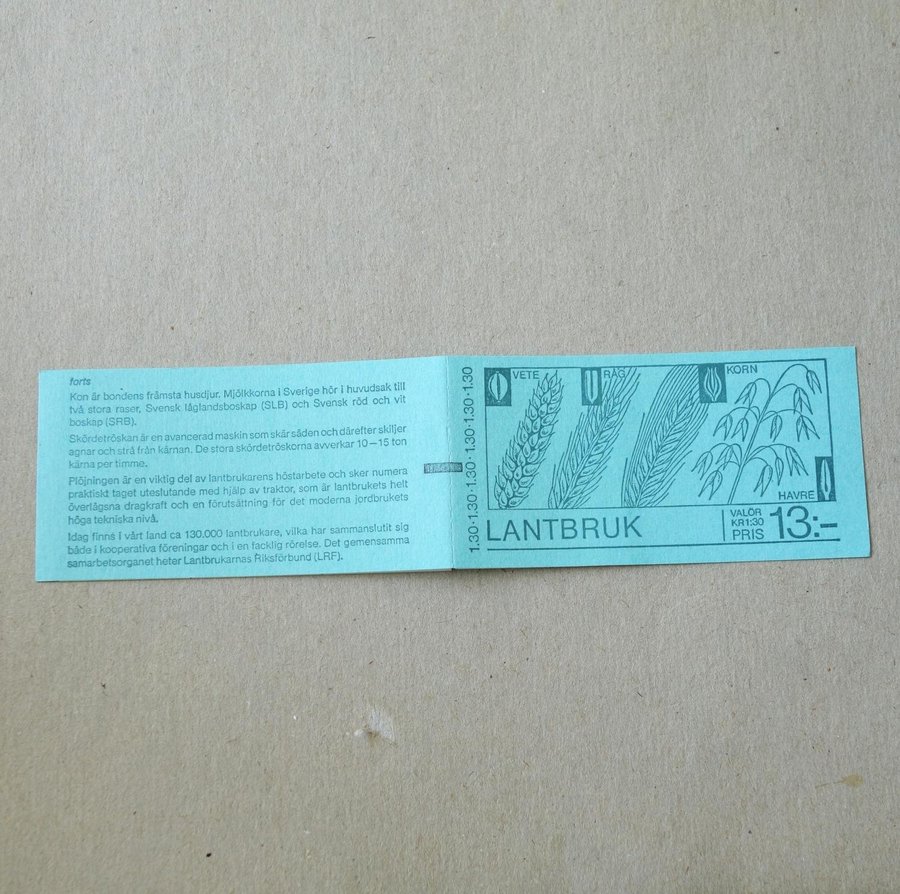 forts
Kon är bondens främsta husdjur. Mjölkkorna i Sverige hör i huvudsak till
två stora raser, Svensk låglandsboskap (SLB) och Svensk röd och vit
boskap (SRB).
Skördetröskan är en avancerad maskin som skär säden och därefter skiljer
agnar och strå från kärnan. De stora skördetröskorna avverkar 10—15 ton
kärna per timme.
Plöjningen är en viktig del av lantbrukarens höstarbete och sker numera
praktiskt taget uteslutande med hjälp av traktor, som är lantbrukets helt
överlägsna dragkraft och en förutsättning för det moderna jordbrukets
höga tekniska nivå.
Idag finns i vårt land ca 130.000 lantbrukare, vilka har sammanslutit sig
både i kooperativa föreningar och i en facklig rörelse. Det gemensamma
samarbetsorganet heter Lantbrukarnas Riksförbund (LRF).
1.30·1.30·1.30·1.30·1.30
VETE
RÅG
KORN
HAVRE
LANTBRUK
VALÖR
KR1:30
PRIS 13:-